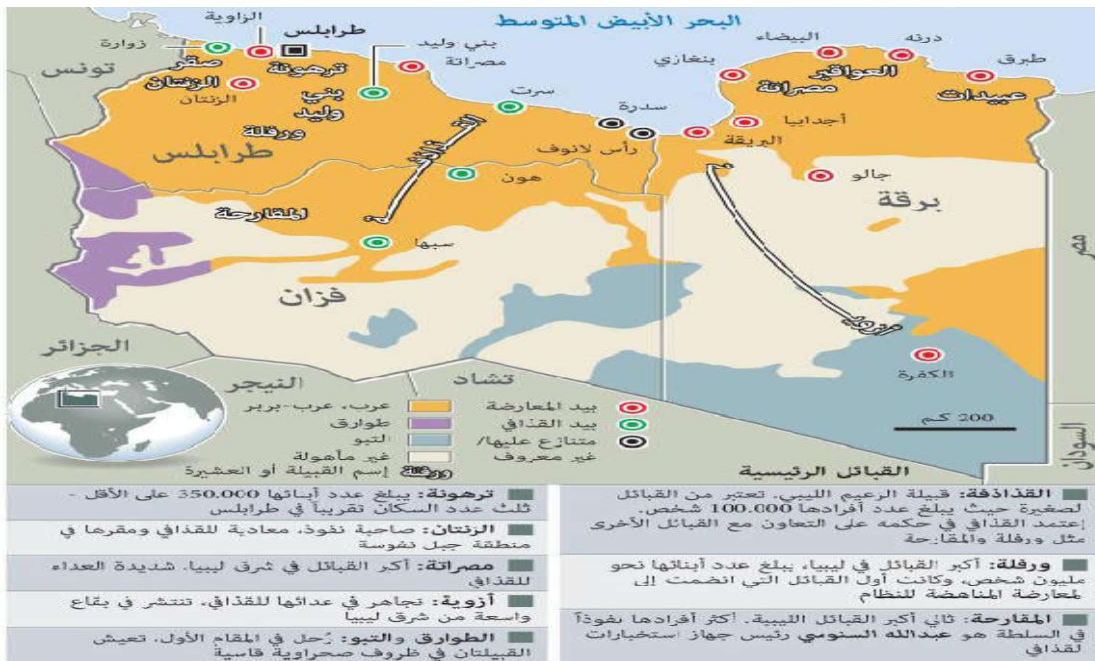 البحر الأبيض المتوسط
تونس
زوارة
الزاوية
طرابلس
بني وليد
مصراتة
صقر
ترهونة
الزنتان
الزنتان
بني
وليد
ورفلة
طرابلس
سرت
القذاذفة
سدرة
رأس لانوف
هون
المقارحة
سبها
فزان
بنغازي
البيضاء
درنه
طبرق
العواقير
مصراتة
عبيدات
أجدابيا
البريقة
جالو
برقة
أزوية
الكفرة
مصر
السودان
الجزائر
النيجر
تشاد
200 كم
بيد المعارضة
بيد القذافي
متنازع عليها/
غير معروف
عرب، عرب-بربر
طوارق
التبو
غير مأهولة
ورفلة إسم القبيلة أو العشيرة
القبائل الرئيسية
القذاذفة: قبيلة الزعيم الليبي. تعتبر من القبائل
لصغيرة حيث يبلغ عدد أفرادها 100.000 شخص.
إعتمد القذافي في حكمه على التعاون مع القبائل الأخرى
مثل ورفلة والمقارحة
ورفلة: أكبر القبائل في ليبيا، يبلغ عدد أبنائها نحو
مليون شخص، وكانت أول القبائل التي انضمت إلى
لمعارضة المناهضة للنظام
المقارحة: ثاني أكبر القبائل الليبية. أكثر أفرادها نفوذاً
في السلطة هو عبدالله السنوسي رئيس جهاز استخبارات
لقذافي
ترهونة: يبلغ عدد أبنائها 350.000 على الأقل -
ثلث عدد السكان تقريباً في طرابلس
الزنتان: صاحبة نفوذ، معادية للقذافي ومقرها في
منطقة جبل نفوسة
مصراتة: أكبر القبائل في شرق ليبيا. شديدة العداء
للقذافي
أزوية: تجاهر في عدائها للقذافي، تنتشر في بقاع
واسعة من شرق ليبيا
الطوارق والتبو: رُحل في المقام الأول، تعيش
القبيلتان في ظروف صحراوية قاسية